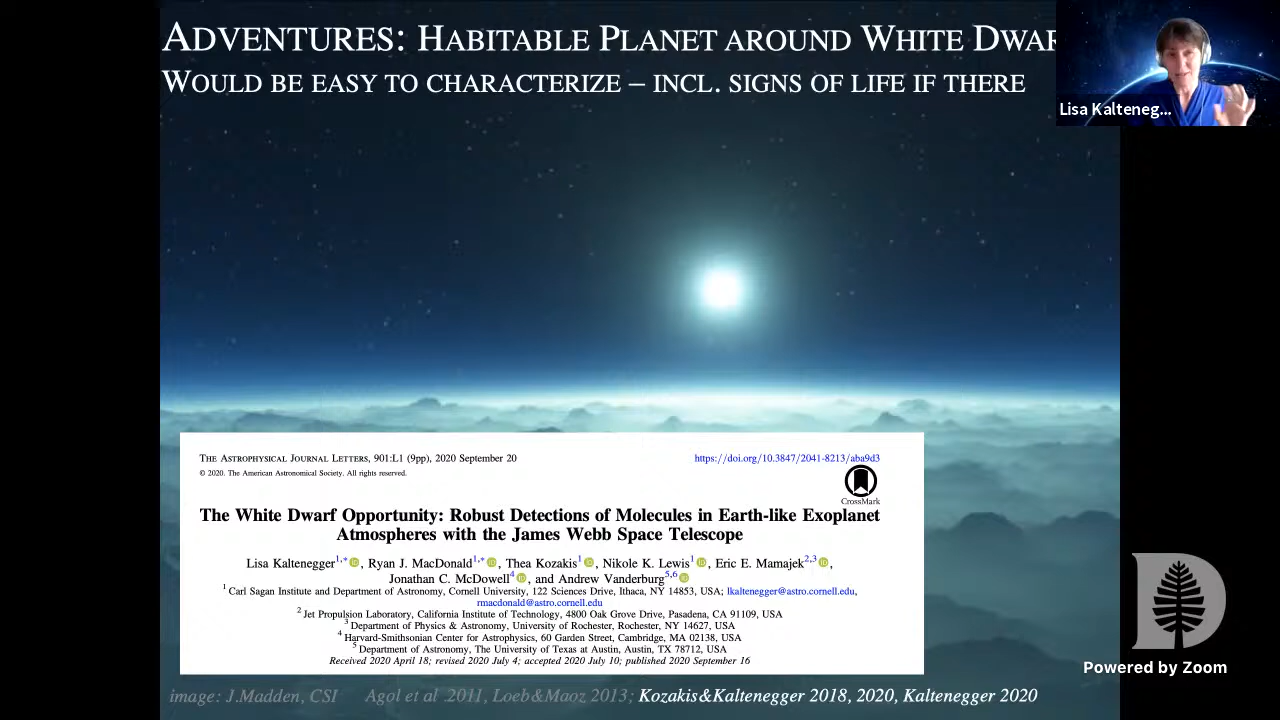 ADVENTURES: HABITABLE PLANET AROUND WHITE
WOULD BE EASY TO CHARACTERIZE – INCL. SIGNS OF LIFE IF THERE
Lisa Kalteneg...
THE ASTROPHYSICAL JOURNAL LETTERS, 901:L1 (9pp), 2020 September 20
https://doi.org/10.3847/2041-8213/aba9d3
© 2020. The American Astronomical Society. All rights reserved.
CrossMark
The White Dwarf Opportunity: Robust Detections of Molecules in Earth-like Exoplanet
Atmospheres with the James Webb Space Telescope
Lisa Kaltenegger1,* iD, Ryan J. MacDonald1,* iD, Thea Kozakis1 iD, Nikole K. Lewis1 iD, Eric E. Mamajek2,3 iD,
Jonathan C. McDowell4 iD, and Andrew Vanderburg5,6 iD
1 Carl Sagan Institute and Department of Astronomy, Cornell University, 122 Sciences Drive, Ithaca, NY 14853, USA; lkaltenegger@astro.cornell.edu,
rmacdonald@astro.cornell.edu
2 Jet Propulsion Laboratory, California Institute of Technology, 4800 Oak Grove Drive, Pasadena, CA 91109, USA
3 Department of Physics & Astronomy, University of Rochester, Rochester, NY 14627, USA
4 Harvard-Smithsonian Center for Astrophysics, 60 Garden Street, Cambridge, MA 02138, USA
5 Department of Astronomy, The University of Texas at Austin, Austin, TX 78712, USA
Received 2020 April 18; revised 2020 July 4; accepted 2020 July 10; published 2020 September 16
D
Powered by Zoom
image: J.Madden, CSI Agol et al 2011, Loeb&Maoz 2013; Kozakis&Kaltenegger 2018, 2020, Kaltenegger 2020